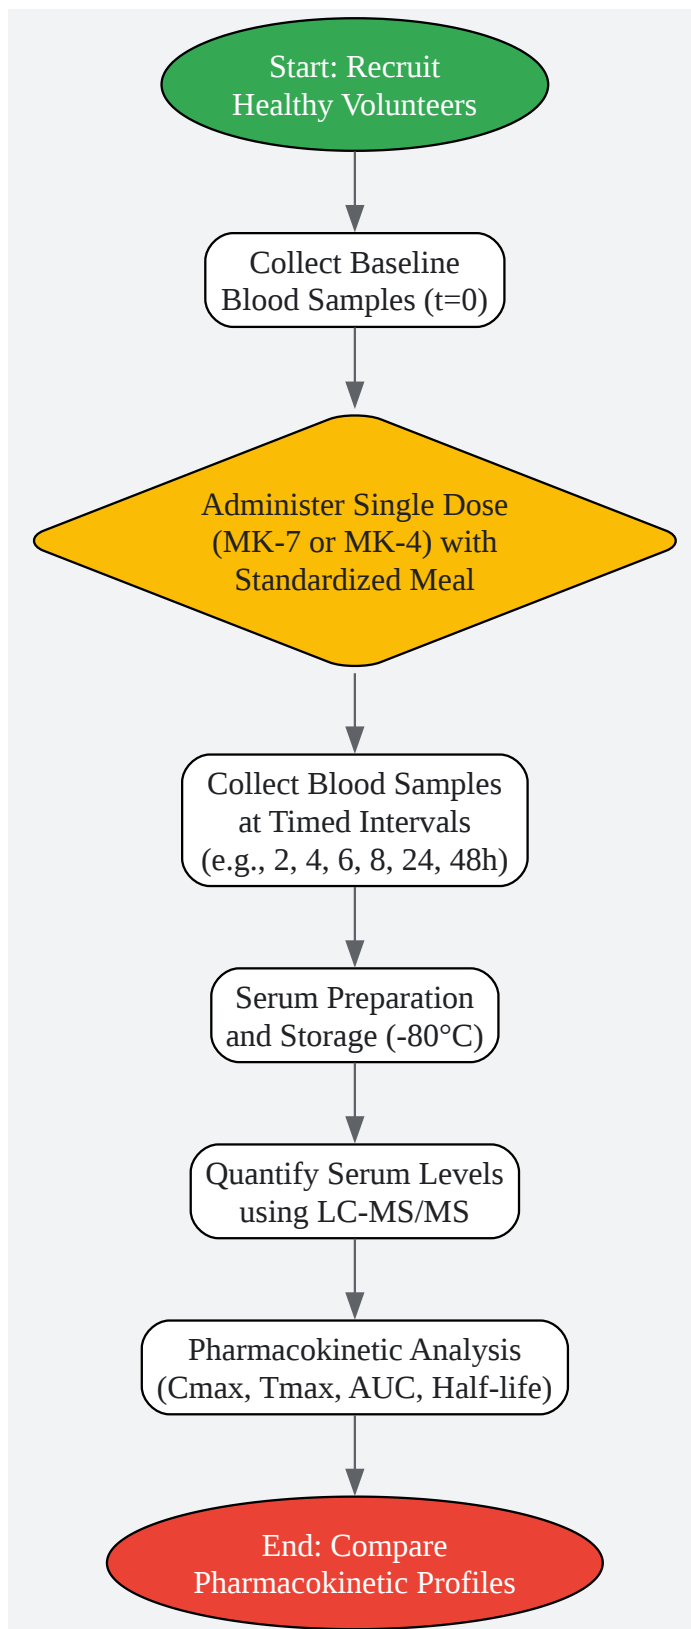 Start: Recruit
Healthy Volunteers
Collect Baseline
Blood Samples (t=0)
Administer Single Dose
(MK-7 or MK-4) with
Standardized Meal
Collect Blood Samples
at Timed Intervals
(e.g., 2, 4, 6, 8, 24, 48h)
Serum Preparation
and Storage (-80°C)
Quantify Serum Levels
using LC-MS/MS
Pharmacokinetic Analysis
(Cmax, Tmax, AUC, Half-life)
End: Compare
Pharmacokinetic Profiles